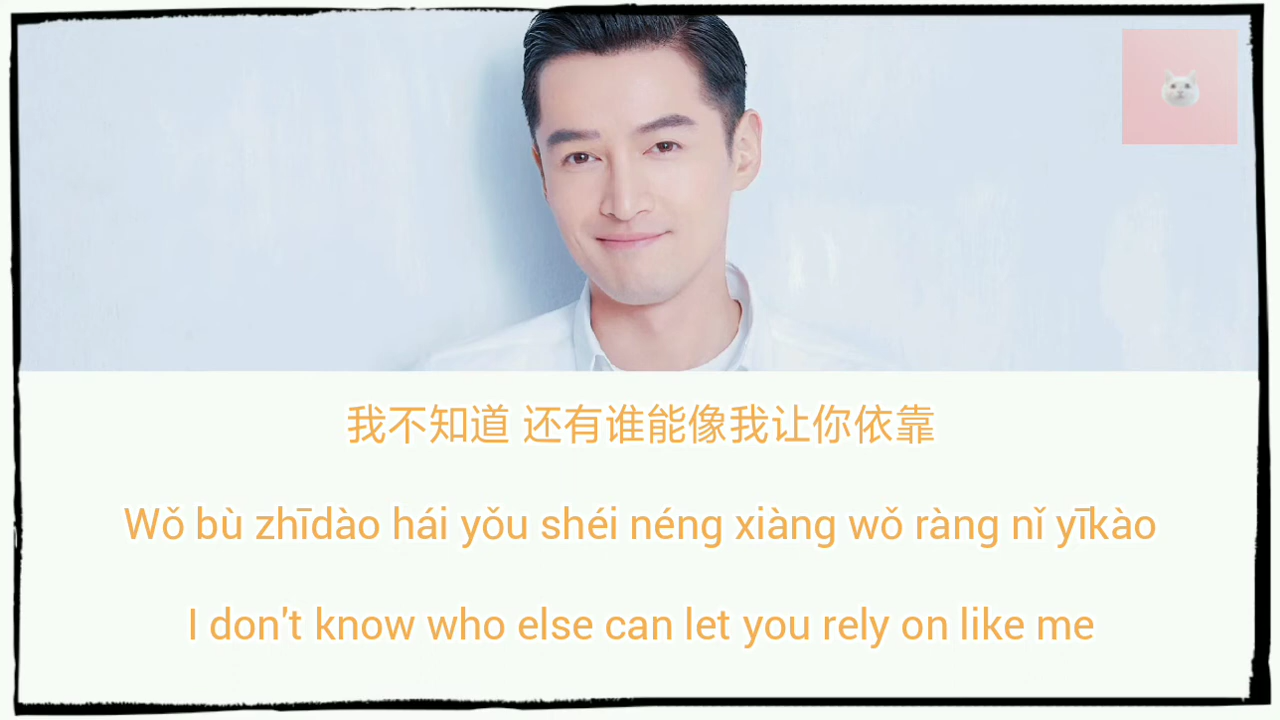 我不知道 还有谁能像我让你依靠
Wǒ bù zhīdào hái yǒu shéi néng xiàng wǒ ràng nǐ yīkào
I don't know who else can let you rely on like me